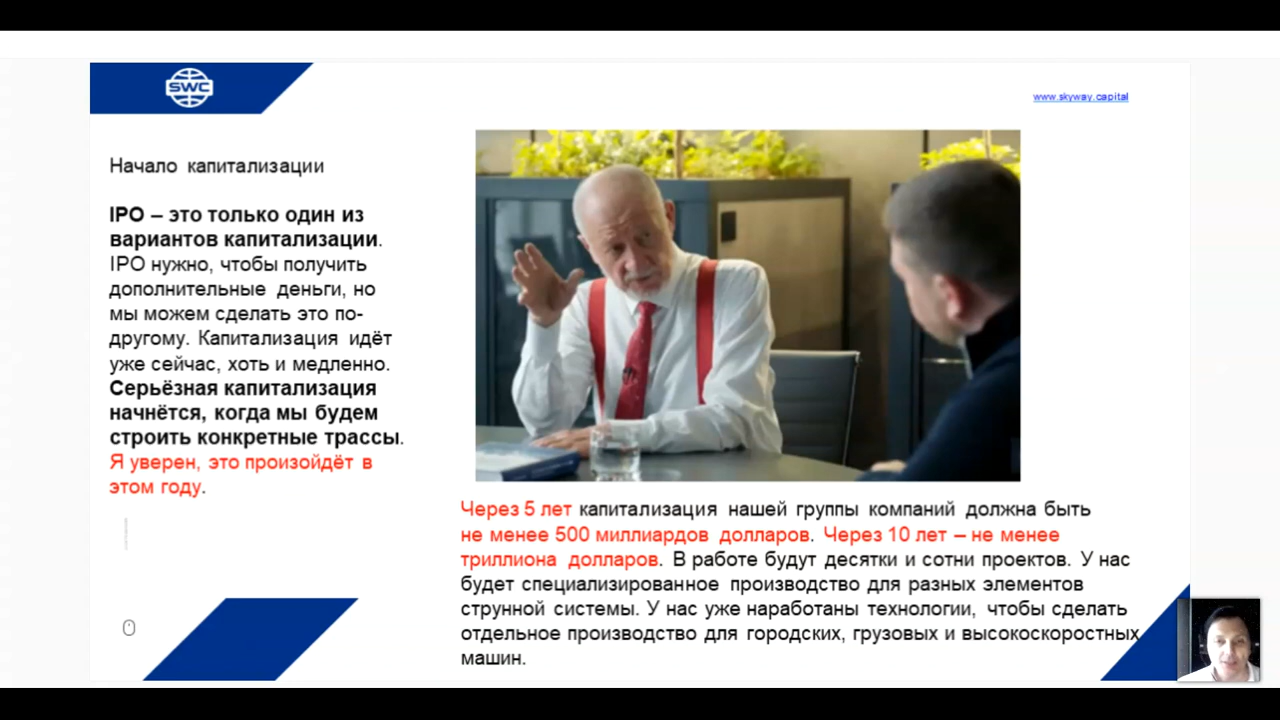 SWC
www.skyway.capital
Начало капитализации
IPO – это только один из
вариантов капитализации.
IPO нужно, чтобы получить
дополнительные деньги, но
мы можем сделать это по-
другому. Капитализация идёт
уже сейчас, хоть и медленно.
Серьёзная капитализация
начнётся, когда мы будем
строить конкретные трассы.
Я уверен, это произойдёт в
этом году.
Через 5 лет капитализация нашей группы компаний должна быть
не менее 500 миллиардов долларов. Через 10 лет – не менее
триллиона долларов. В работе будут десятки и сотни проектов. У нас
будет специализированное производство для разных элементов
струнной системы. У нас уже наработаны технологии, чтобы сделать
отдельное производство для городских, грузовых и высокоскоростных
машин.